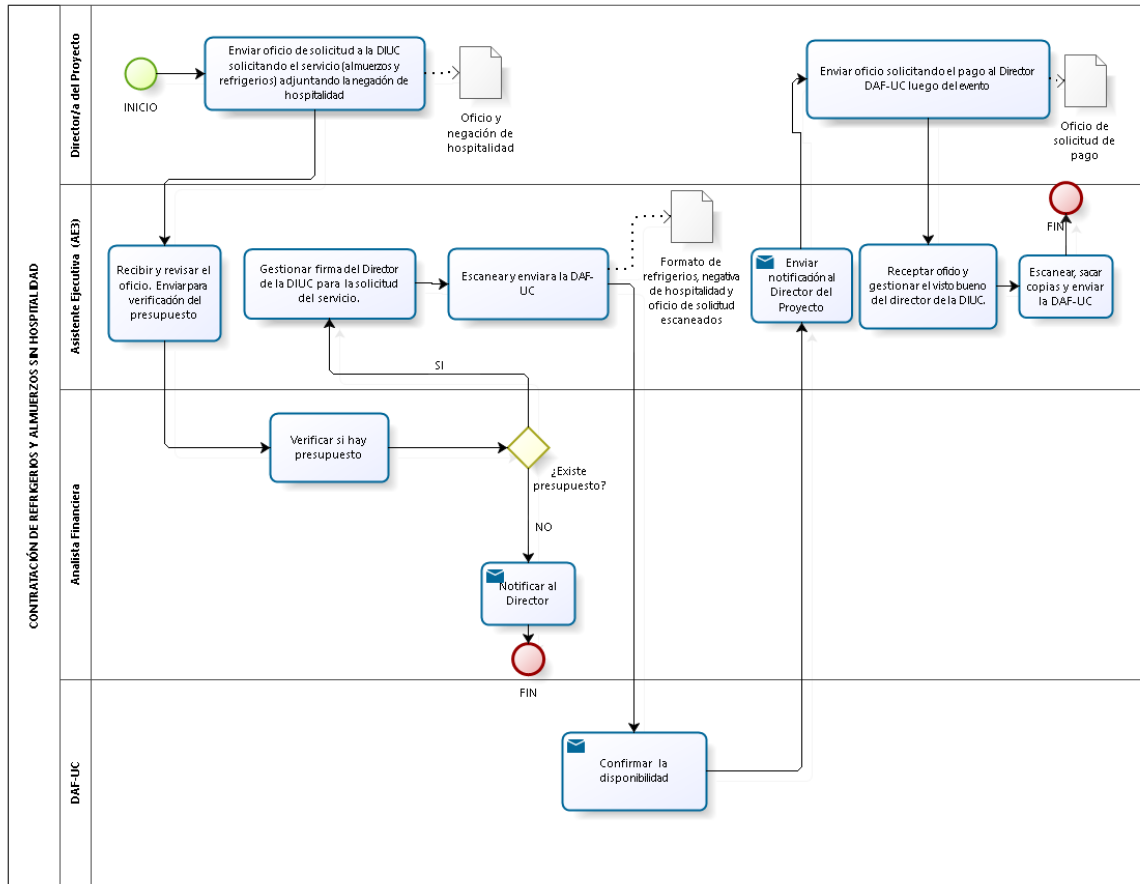 CONTRATACIÓN DE REFRIGERIOS Y ALMUERZOS SIN HOSPITALIDAD
Director/a del Proyecto
INICIO
Enviar oficio de solicitud a la DIUC
solicitando el servicio (almuerzos y
refrigerios) adjuntando la negación de
hospitalidad
Oficio y
negación de
hospitalidad
Enviar oficio solicitando el pago al Director
DAF-UC luego del evento
Oficio de
solicitud de
pago
Asistente Ejecutiva (AE3)
Recibir y revisar el
oficio. Enviar para
verificación del
presupuesto
Gestionar firma del Director
de la DIUC para la solicitud
del servicio.
Escanear y enviar a la DAF-
UC
Formato de
refrigerios, negativa
de hospitalidad y
oficio de solicitud
escaneados
Enviar
notificación al
Director del
Proyecto
Receptar oficio y
gestionar el visto bueno
del director de la DIUC.
Escanear, sacar
copias y enviar
la DAF-UC
FIN
Analista Financiera
Verificar si hay
presupuesto
SI
¿Existe
presupuesto?
NO
Notificar al
Director
FIN
DAF-UC
Confirmar la
disponibilidad